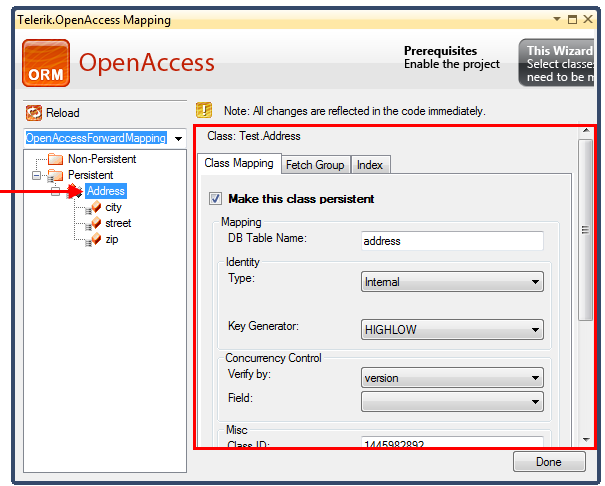 Telerik.OpenAccess Mapping
ORM
OpenAccess
Prerequisites
Enable the project
This Wizard
Select classes
need to be m
Reload
Note: All changes are reflected in the code immediately.
OpenAccessForwardMapping
Non-Persistent
Persistent
Address
city
street
zip
Class: Test.Address
Class Mapping
Fetch Group
Index
Make this class persistent
Mapping
DB Table Name:
address
Identity
Type:
Internal
Key Generator:
HIGHLOW
Concurrency Control
Verify by:
version
Field:
Misc
Class ID:
1445982892
Done